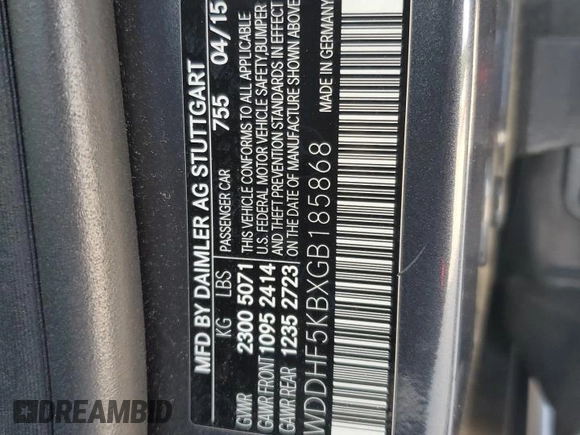 MFD BY DAIMLER AG STUTTGART
KG LBS PASSENGER CAR 755 04/15
GVWR 2300 5071 THIS VEHICLE CONFORMS TO ALL APPLICABLE
GAWR FRONT 1095 2414 U.S. FEDERAL MOTOR VEHICLE SAFETY, BUMPER
GAWR REAR 1235 2723 AND THEFT PREVENTION STANDARDS IN EFFECT
ON THE DATE OF MANUFACTURE SHOWN ABOVE
WDDHF5KBXGB185868 MADE IN GERMANY
DREAMBID